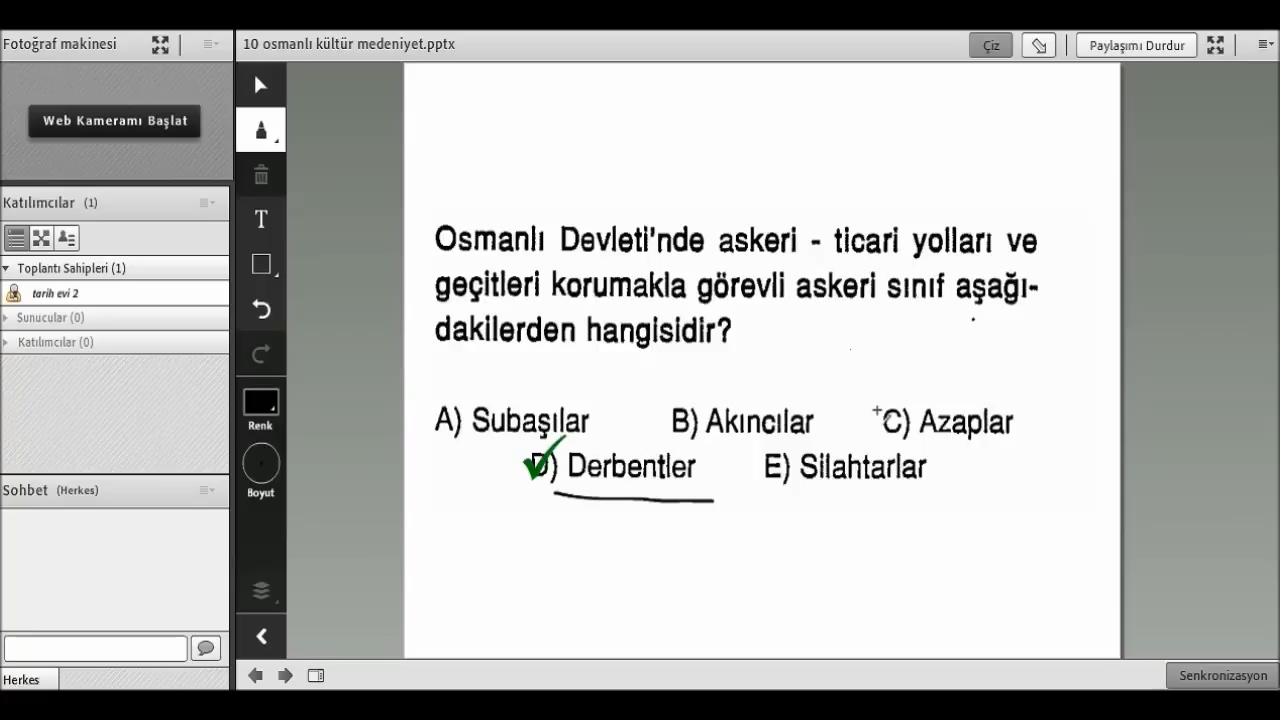 Fotoğraf makinesi
10 osmanlı kültür medeniyet.pptx
Çiz
Paylaşımı Durdur
Web Kameramı Başlat
Katılımcılar (1)
Toplantı Sahipleri (1)
tarih evi 2
Sunucular (0)
Katılımcılar (0)
Sohbet (Herkes)
Herkes
T
Renk
Boyut
Osmanlı Devleti'nde askeri - ticari yolları ve
geçitleri korumakla görevli askeri sınıf aşağı-
dakilerden hangisidir?
A) Subaşılar B) Akıncılar C) Azaplar
D) Derbentler E) Silahtarlar
Senkronizasyon